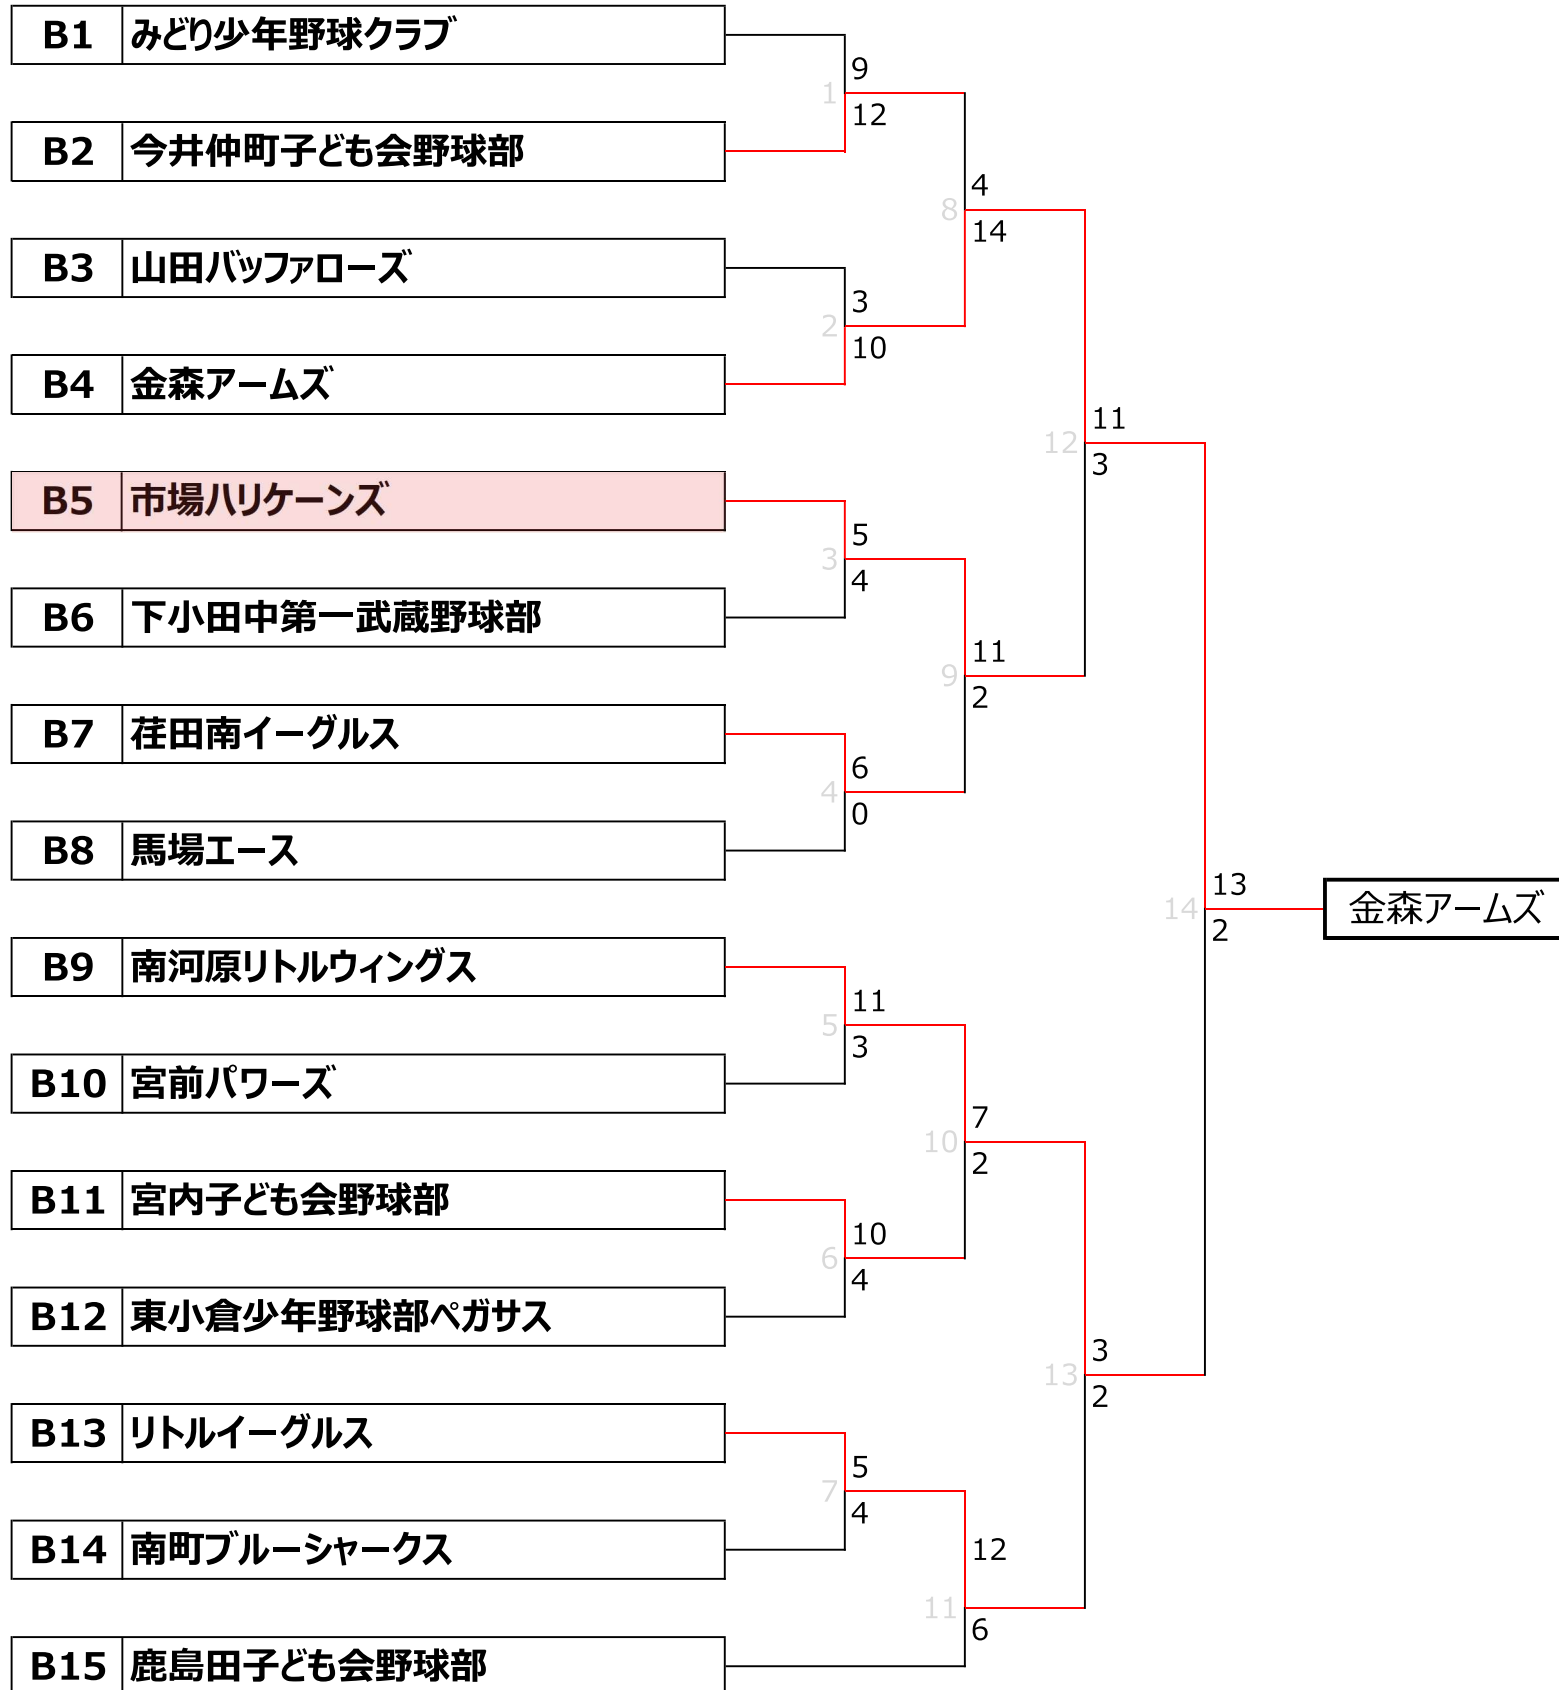 B1 みどり少年野球クラブ
9
1
12
B2 今井仲町子ども会野球部
4
8
14
B3 山田バッファローズ
3
2
10
B4 金森アームズ
11
12
3
B5 市場ハリケーンズ
5
3
4
B6 下小田中第一武蔵野球部
11
9
2
B7 荏田南イーグルス
6
4
0
B8 馬場エース
13
14
2
金森アームズ
B9 南河原リトルウィングス
11
5
3
B10 宮前パワーズ
7
10
2
B11 宮内子ども会野球部
10
6
4
B12 東小倉少年野球部ペガサス
3
13
2
B13 リトルイーグルス
5
7
4
B14 南町ブルーシャークス
12
11
6
B15 鹿島田子ども会野球部